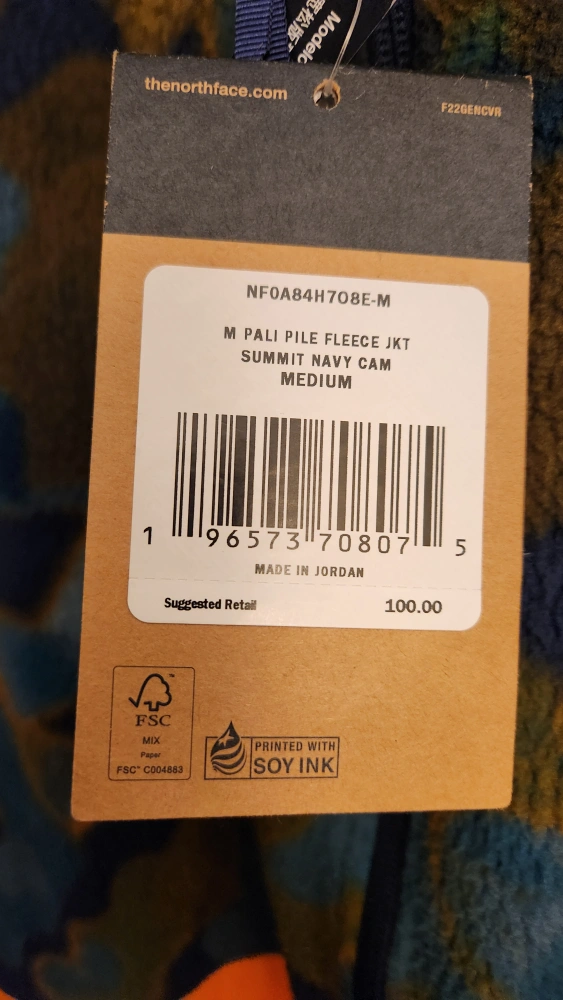 Modelo
thenorthface.com
F22GENCVR
NF0A84H7O8E-M
M PALI PILE FLEECE JKT
SUMMIT NAVY CAM
MEDIUM
1 96573 70807 5
MADE IN JORDAN
Suggested Retail 100.00
FSC
MIX
Paper
FSC® C004883
PRINTED WITH
SOY INK